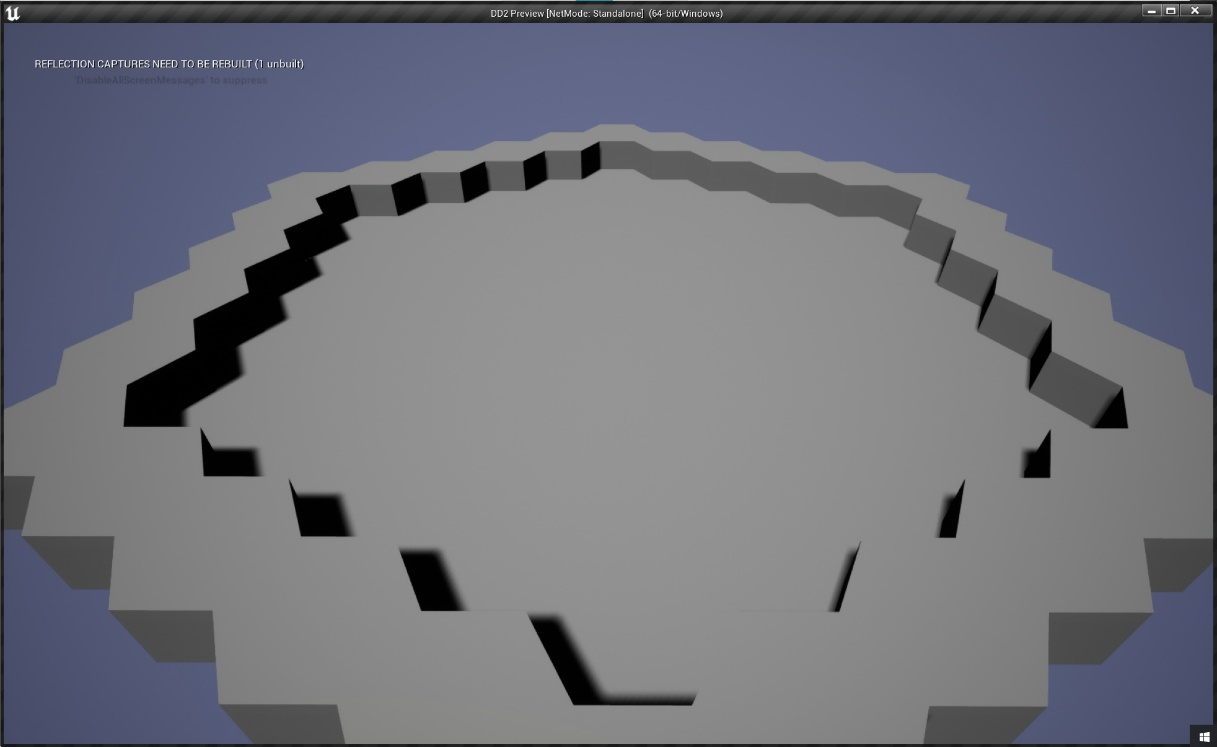 DD2 Preview [NetMode: Standalone] (64-bit/Windows)
REFLECTION CAPTURES NEED TO BE REBUILT (1 unbuilt)
'DisableAllScreenMessages' to suppress